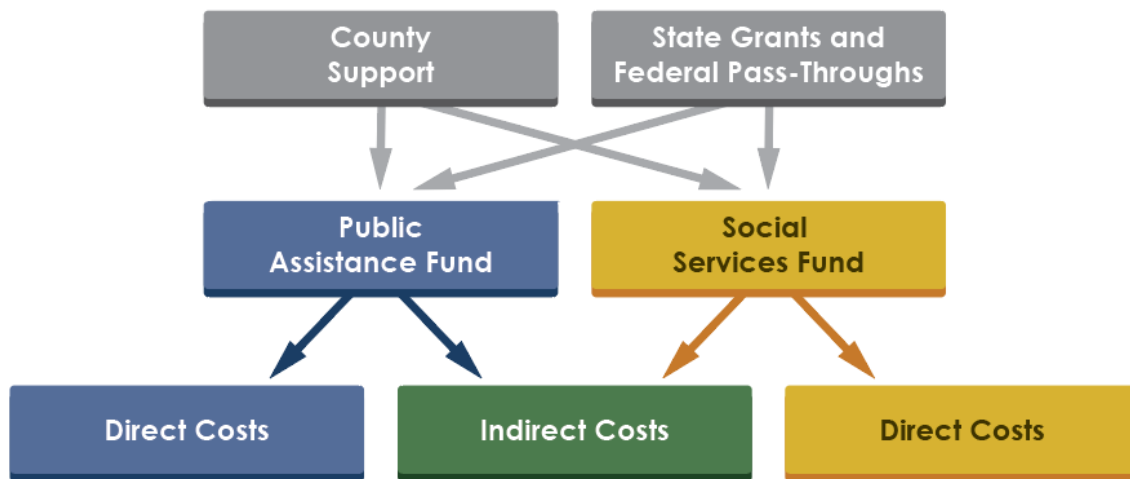 County
Support
State Grants and
Federal Pass-Throughs
Public
Assistance Fund
Social
Services Fund
Direct Costs
Indirect Costs
Direct Costs